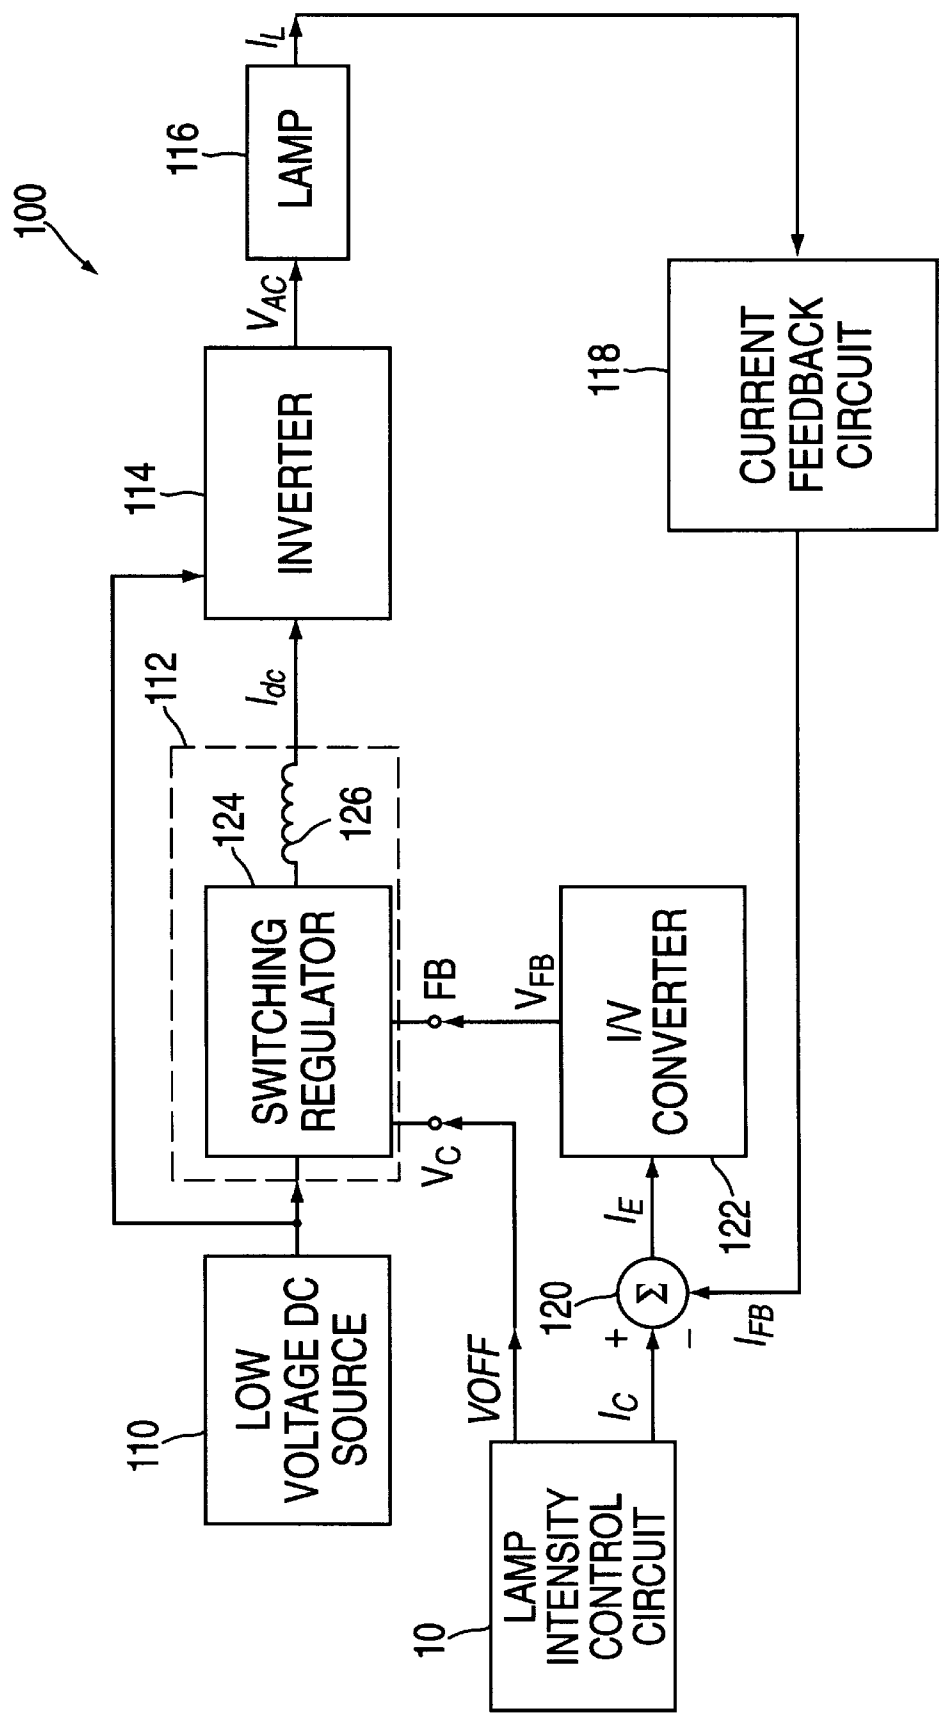 100
110
LOW
VOLTAGE DC
SOURCE
112
124
SWITCHING
REGULATOR
126
I_dc
114
INVERTER
V_AC
116
LAMP
I_L
V_C
FB
V_FB
10
LAMP
INTENSITY
CONTROL
CIRCUIT
VOFF
I_C
+
−
120
Σ
I_E
I_FB
122
I/V
CONVERTER
118
CURRENT
FEEDBACK
CIRCUIT